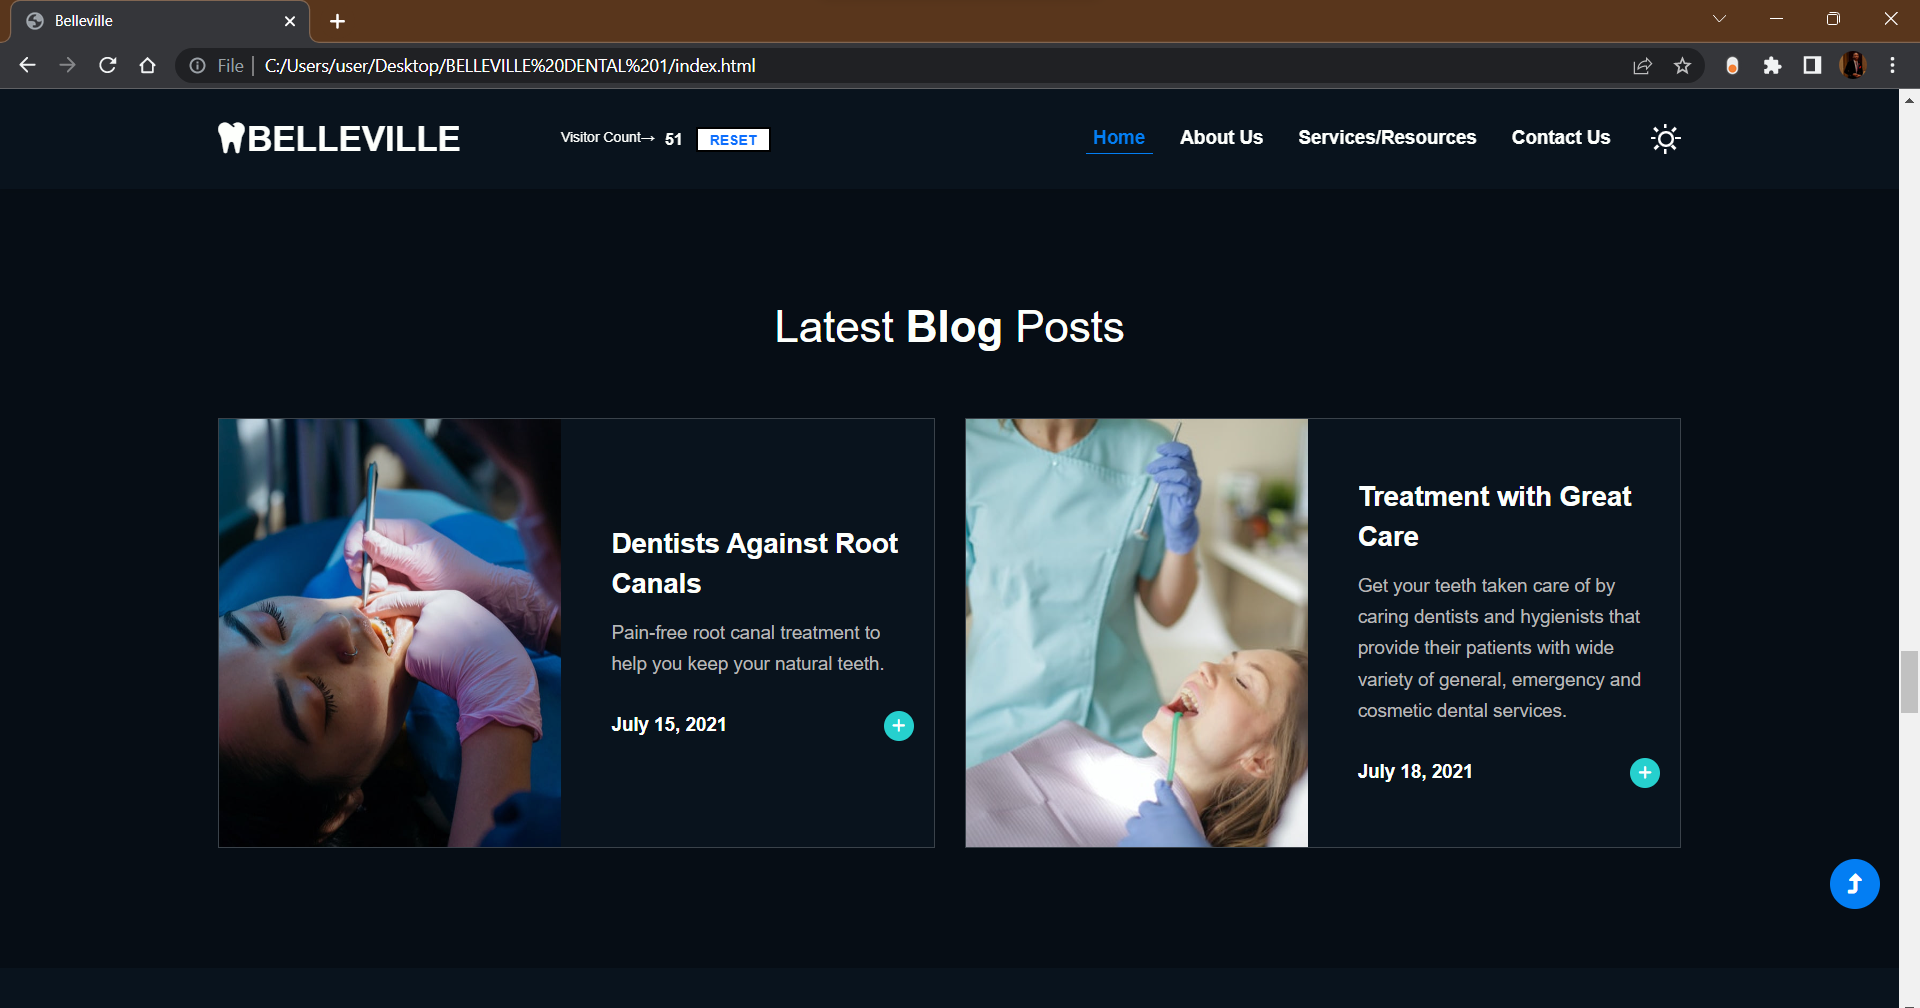 Belleville
File
C:/Users/user/Desktop/BELLEVILLE%20DENTAL%201/index.html
BELLEVILLE
Visitor Count→ 51 RESET
Home About Us Services/Resources Contact Us
Latest Blog Posts
Dentists Against Root
Canals
Pain-free root canal treatment to
help you keep your natural teeth.
July 15, 2021
Treatment with Great
Care
Get your teeth taken care of by
caring dentists and hygienists that
provide their patients with wide
variety of general, emergency and
cosmetic dental services.
July 18, 2021